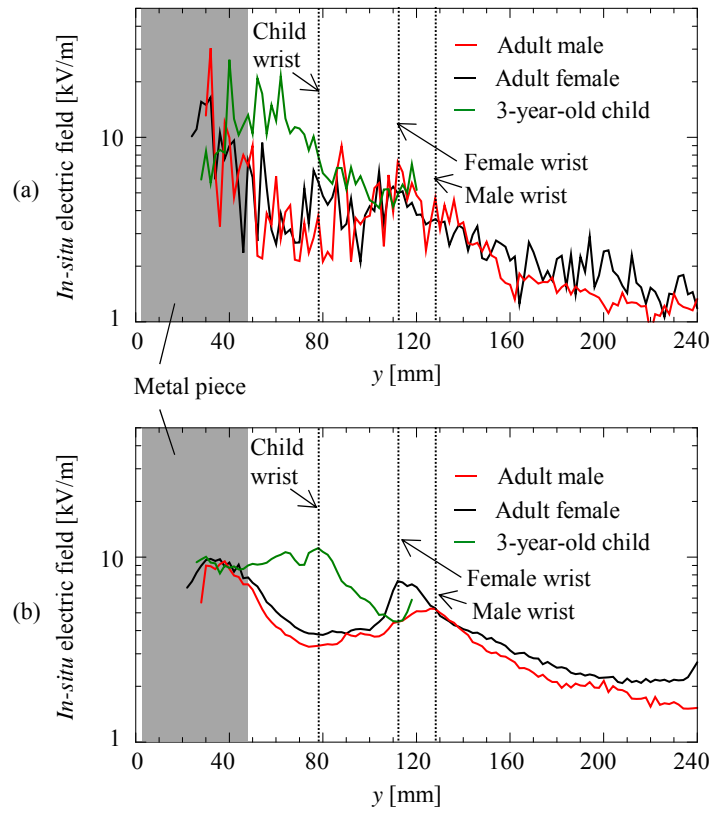 Child
wrist
Adult male
Adult female
3-year-old child
10
Female wrist
Male wrist
(a)
In-situ electric field [kV/m]
1
0
40
80
120
160
200
240
y [mm]
Metal piece
Child
wrist
Adult male
Adult female
3-year-old child
10
Female wrist
Male wrist
(b)
In-situ electric field [kV/m]
1
0
40
80
120
160
200
240
y [mm]